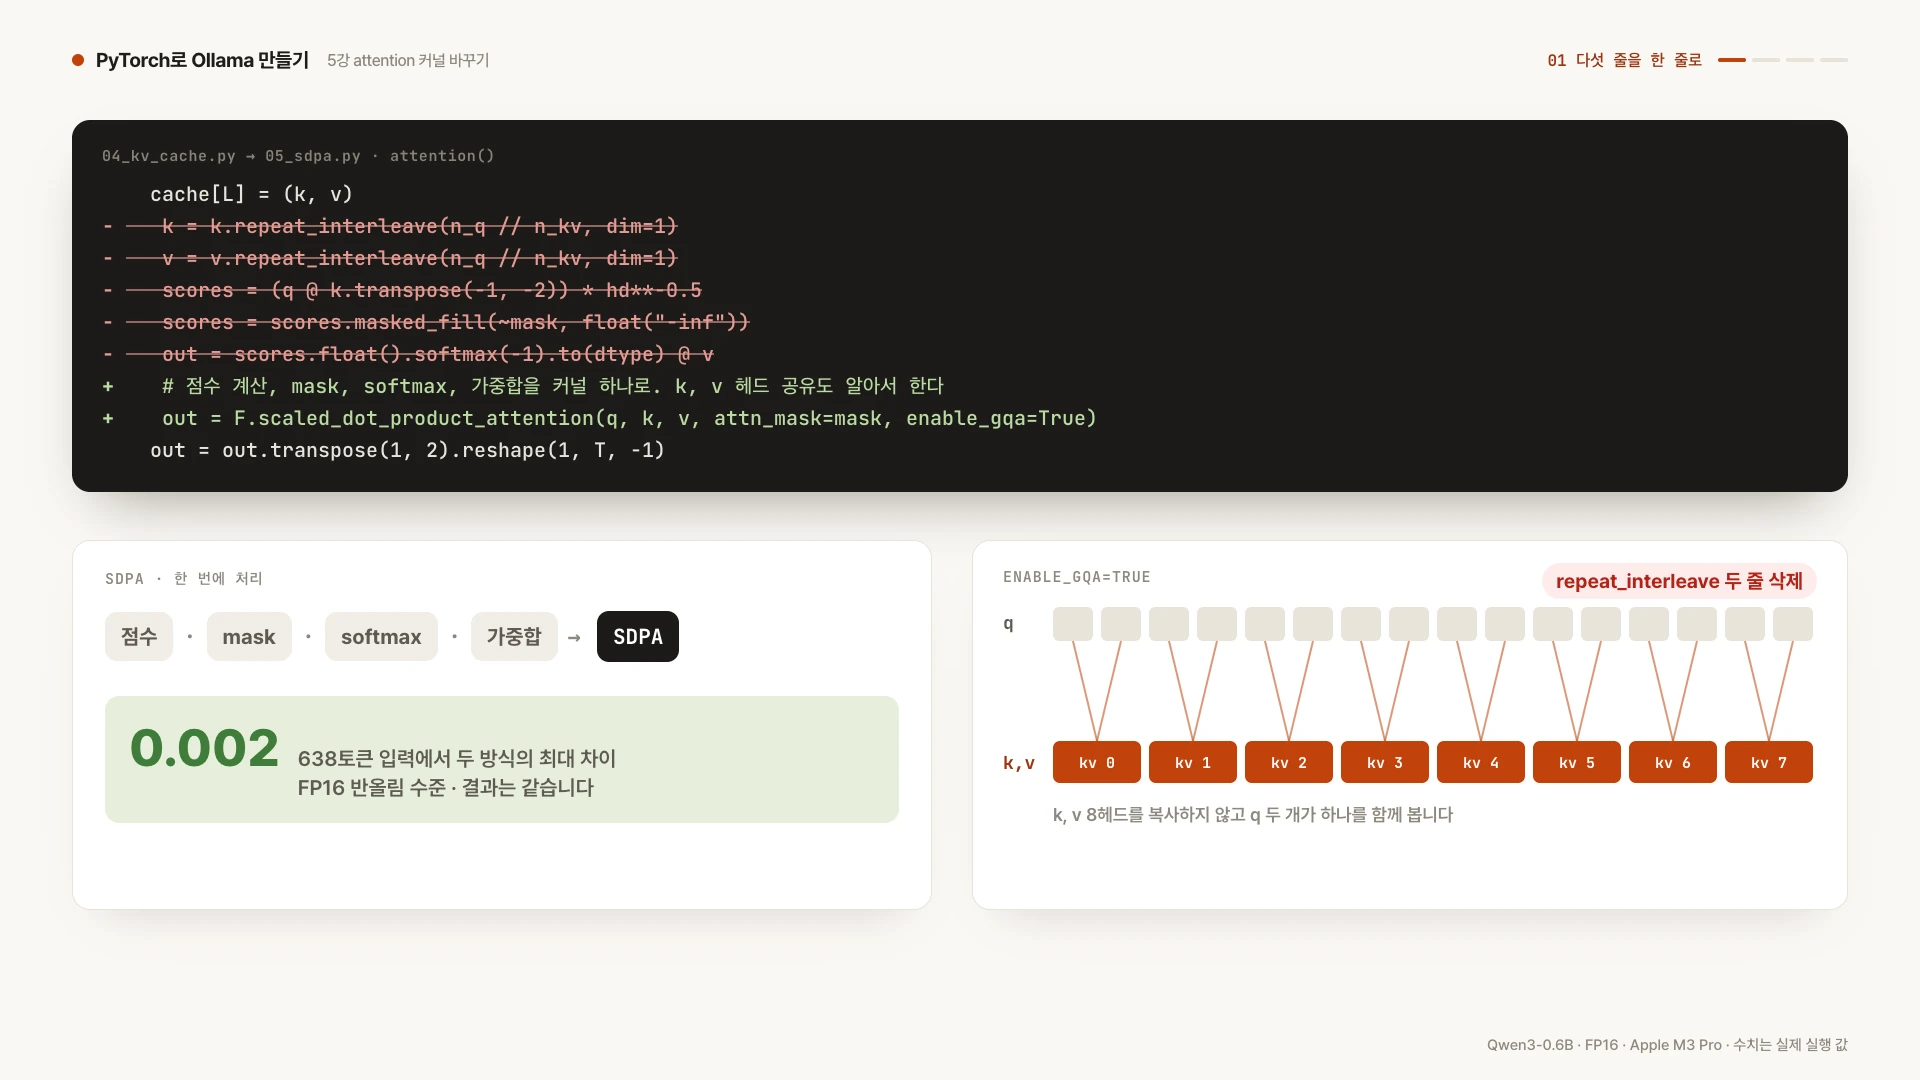 PyTorch로 Ollama 만들기 5강 attention 커널 바꾸기
01 다섯 줄을 한 줄로
04_kv_cache.py → 05_sdpa.py · attention()
cache[L] = (k, v)
- k = k.repeat_interleave(n_q // n_kv, dim=1)
- v = v.repeat_interleave(n_q // n_kv, dim=1)
- scores = (q @ k.transpose(-1, -2)) * hd**-0.5
- scores = scores.masked_fill(~mask, float("-inf"))
- out = scores.float().softmax(-1).to(dtype) @ v
+ # 점수 계산, mask, softmax, 가중합을 커널 하나로. k, v 헤드 공유도 알아서 한다
+ out = F.scaled_dot_product_attention(q, k, v, attn_mask=mask, enable_gqa=True)
out = out.transpose(1, 2).reshape(1, T, -1)
SDPA · 한 번에 처리
점수 · mask · softmax · 가중합 → SDPA
0.002 638토큰 입력에서 두 방식의 최대 차이
FP16 반올림 수준 · 결과는 같습니다
ENABLE_GQA=TRUE
repeat_interleave 두 줄 삭제
q
k,v kv 0 kv 1 kv 2 kv 3 kv 4 kv 5 kv 6 kv 7
k, v 8헤드를 복사하지 않고 q 두 개가 하나를 함께 봅니다
Qwen3-0.6B · FP16 · Apple M3 Pro · 수치는 실제 실행 값